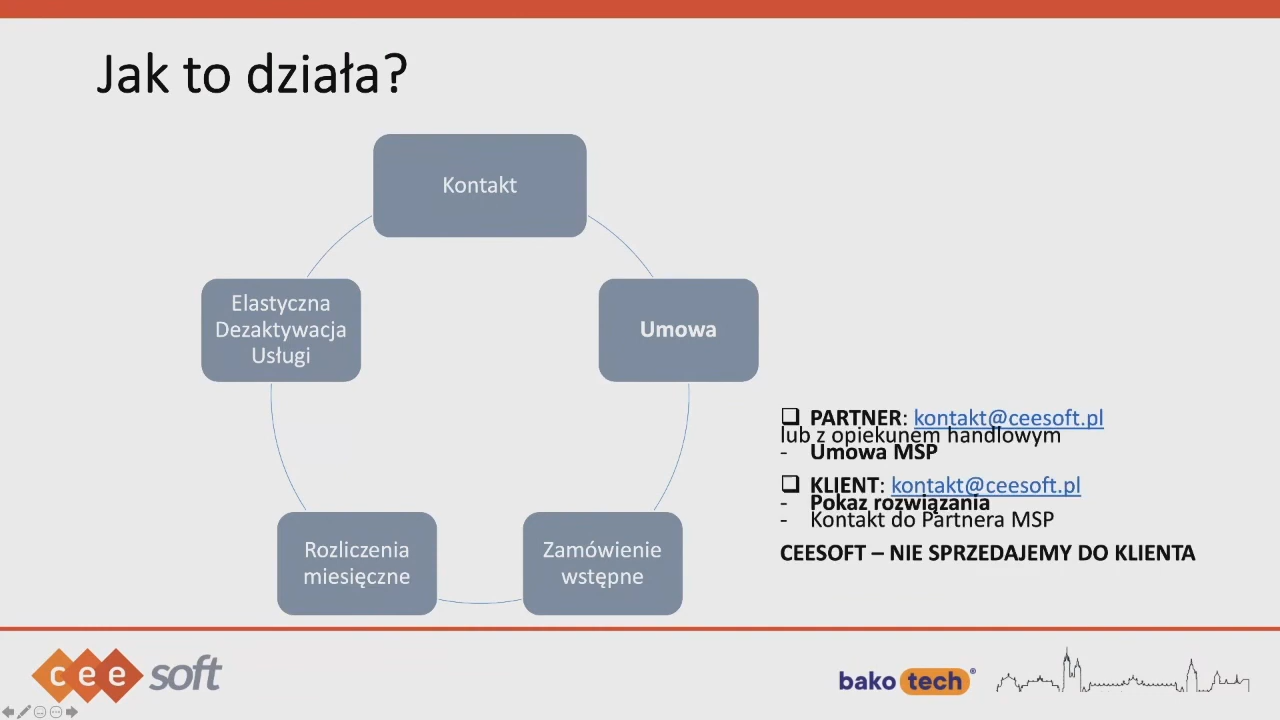 Jak to działa?
Kontakt
Umowa
Zamówienie
wstępne
Rozliczenia
miesięczne
Elastyczna
Dezaktywacja
Usługi
❑ PARTNER: kontakt@ceesoft.pl
lub z opiekunem handlowym
- Umowa MSP
❑ KLIENT: kontakt@ceesoft.pl
- Pokaz rozwiązania
- Kontakt do Partnera MSP
CEESOFT – NIE SPRZEDAJEMY DO KLIENTA
cee soft
bako tech®